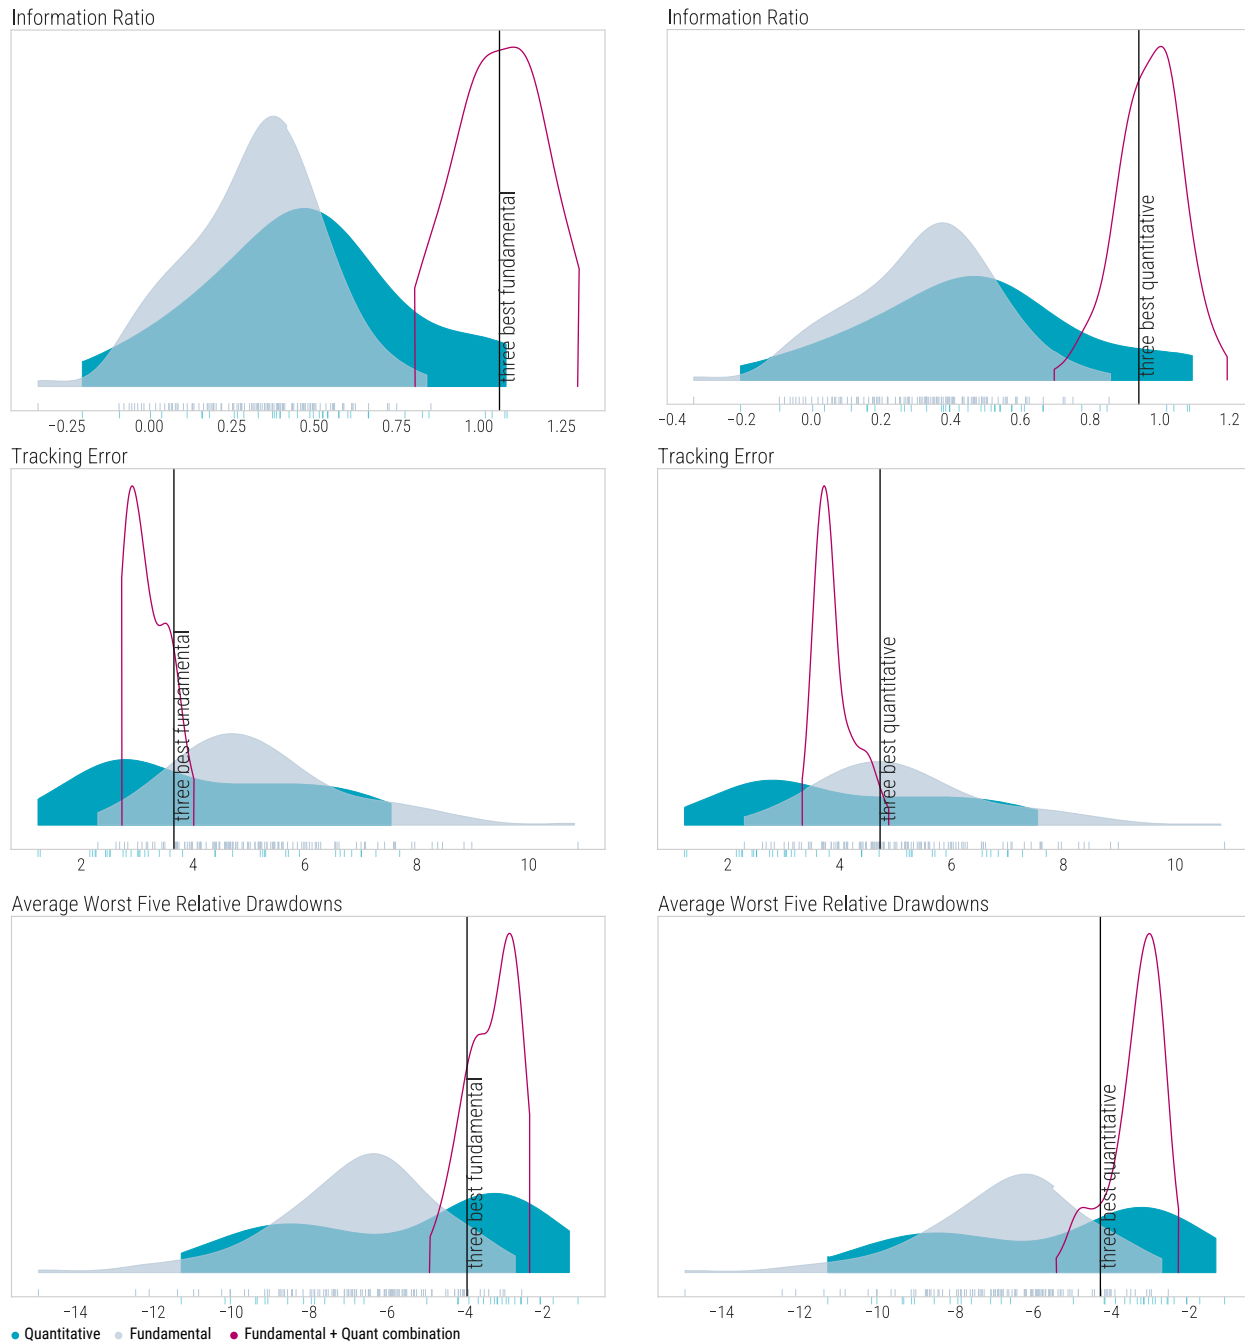 Information Ratio
three best fundamental
−0.25 0.00 0.25 0.50 0.75 1.00 1.25
Information Ratio
three best quantitative
−0.4 −0.2 0.0 0.2 0.4 0.6 0.8 1.0 1.2
Tracking Error
three best fundamental
2 4 6 8 10
Tracking Error
three best quantitative
2 4 6 8 10
Average Worst Five Relative Drawdowns
three best fundamental
−14 −12 −10 −8 −6 −4 −2
Average Worst Five Relative Drawdowns
three best quantitative
−14 −12 −10 −8 −6 −4 −2
Quantitative Fundamental Fundamental + Quant combination